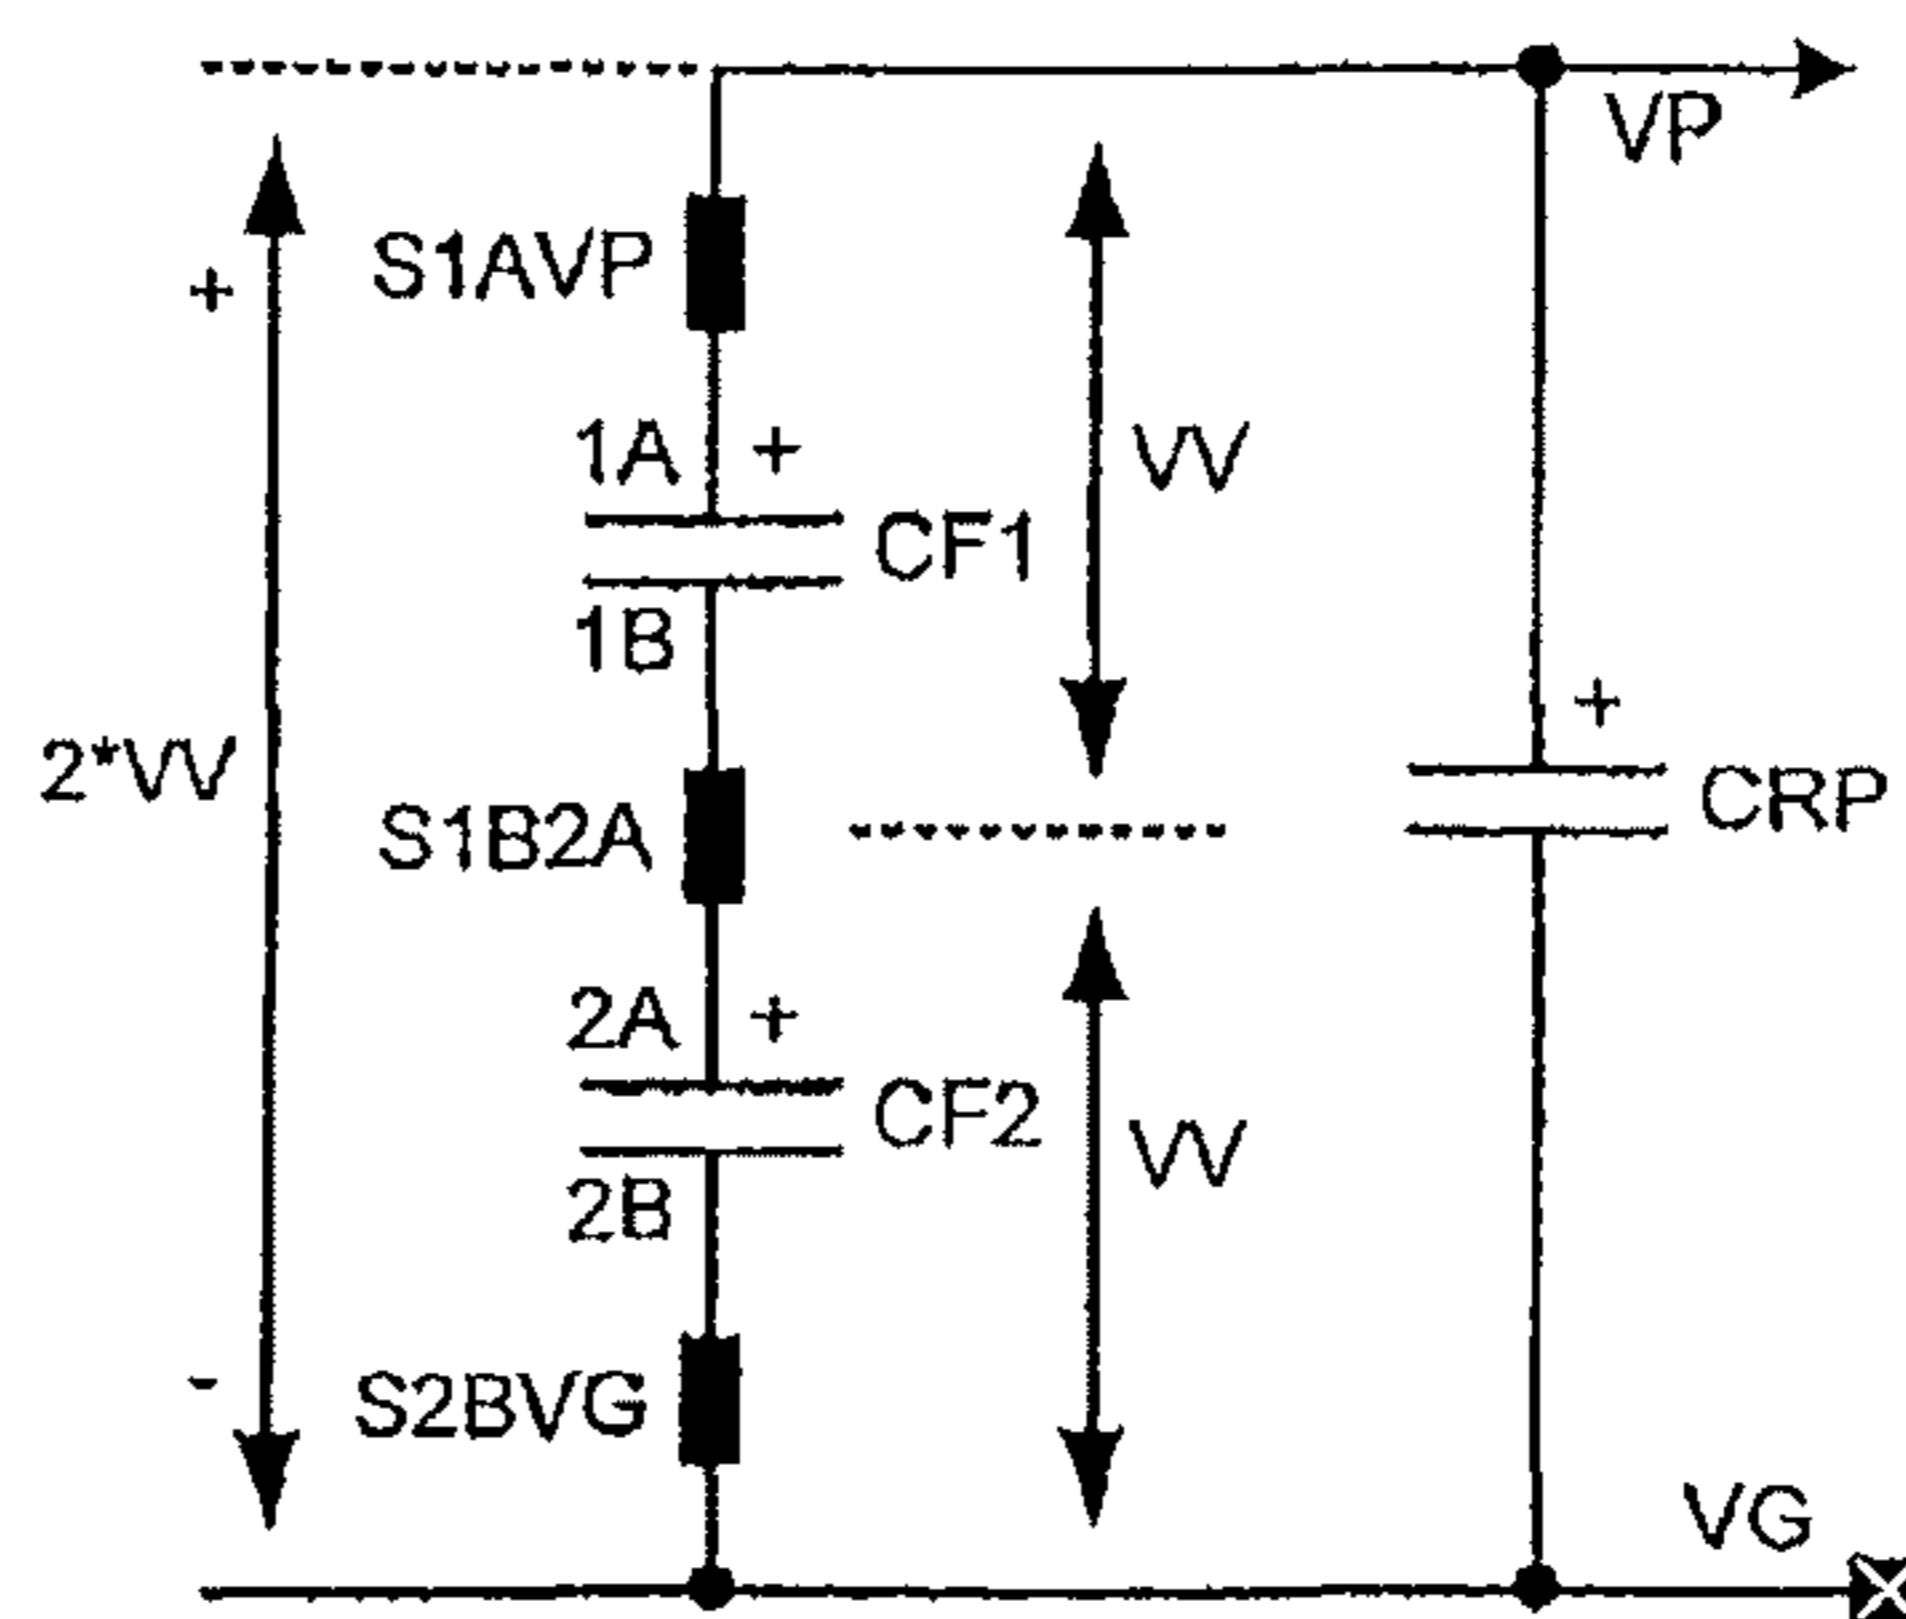 VP
S1AVP
+
1A +
VV
CF1
1B
+
2*VV
CRP
S1B2A
2A +
CF2
VV
2B
-
S2BVG
VG